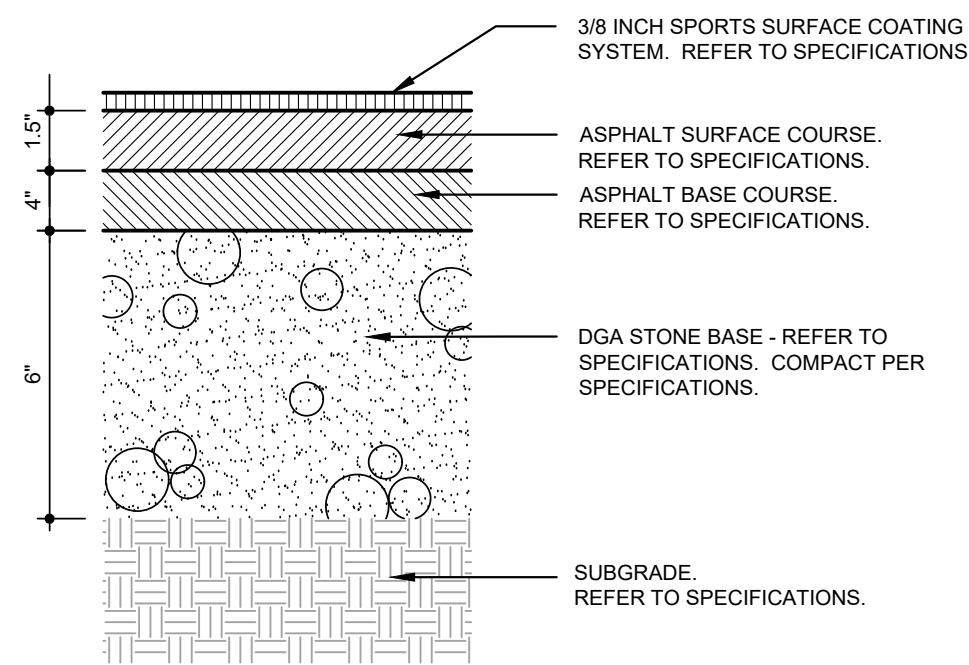 3/8 INCH SPORTS SURFACE COATING
SYSTEM. REFER TO SPECIFICATIONS
1.5"
ASPHALT SURFACE COURSE.
REFER TO SPECIFICATIONS.
4"
ASPHALT BASE COURSE.
REFER TO SPECIFICATIONS.
6"
DGA STONE BASE - REFER TO
SPECIFICATIONS. COMPACT PER
SPECIFICATIONS.
SUBGRADE.
REFER TO SPECIFICATIONS.